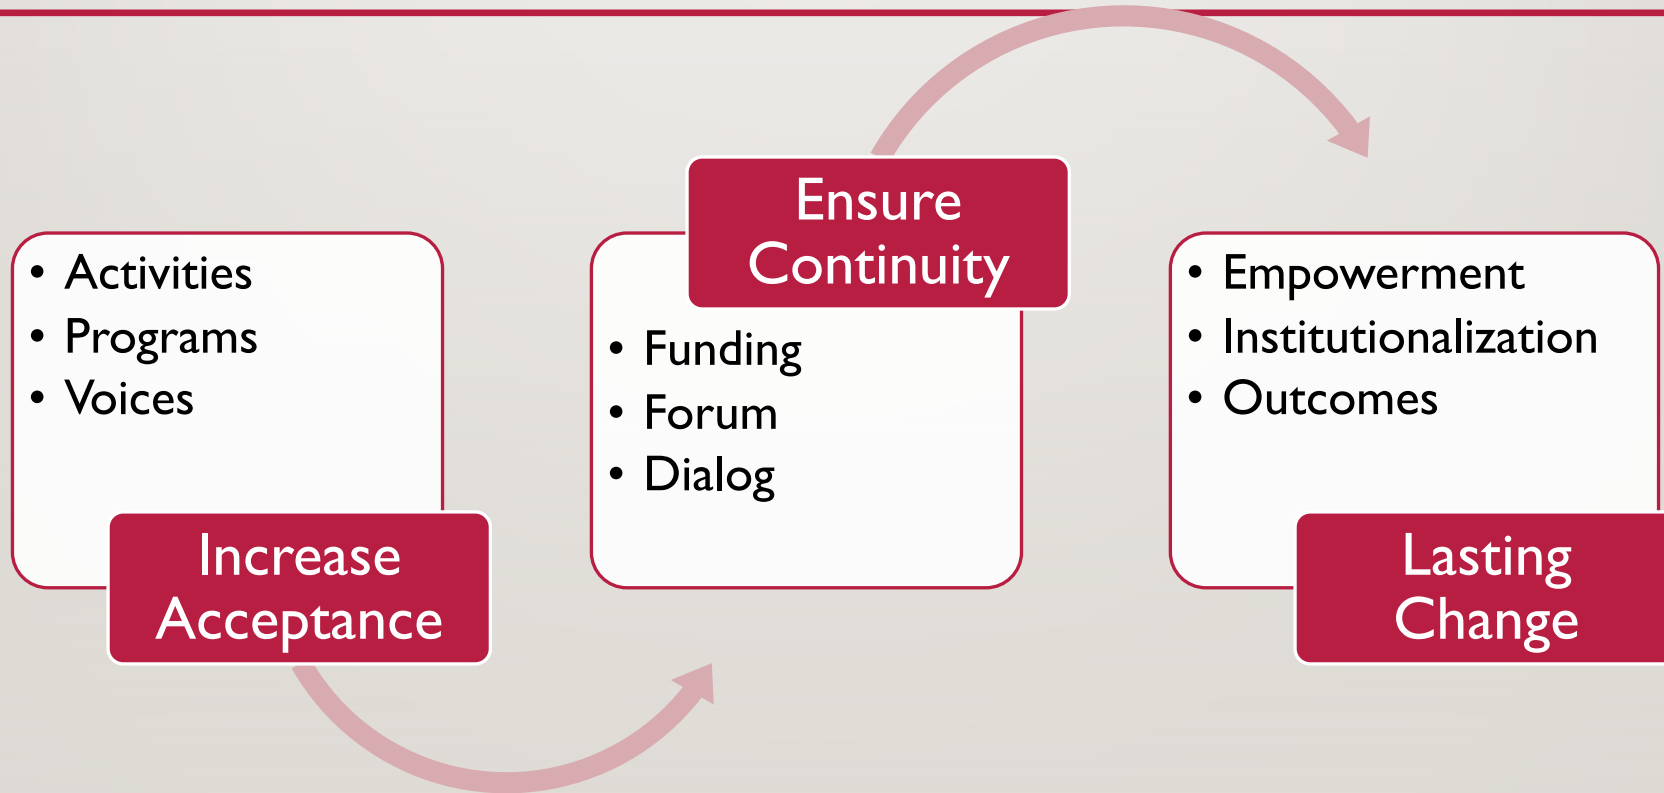 • Activities
• Programs
• Voices
Increase
Acceptance
Ensure
Continuity
• Funding
• Forum
• Dialog
• Empowerment
• Institutionalization
• Outcomes
Lasting
Change